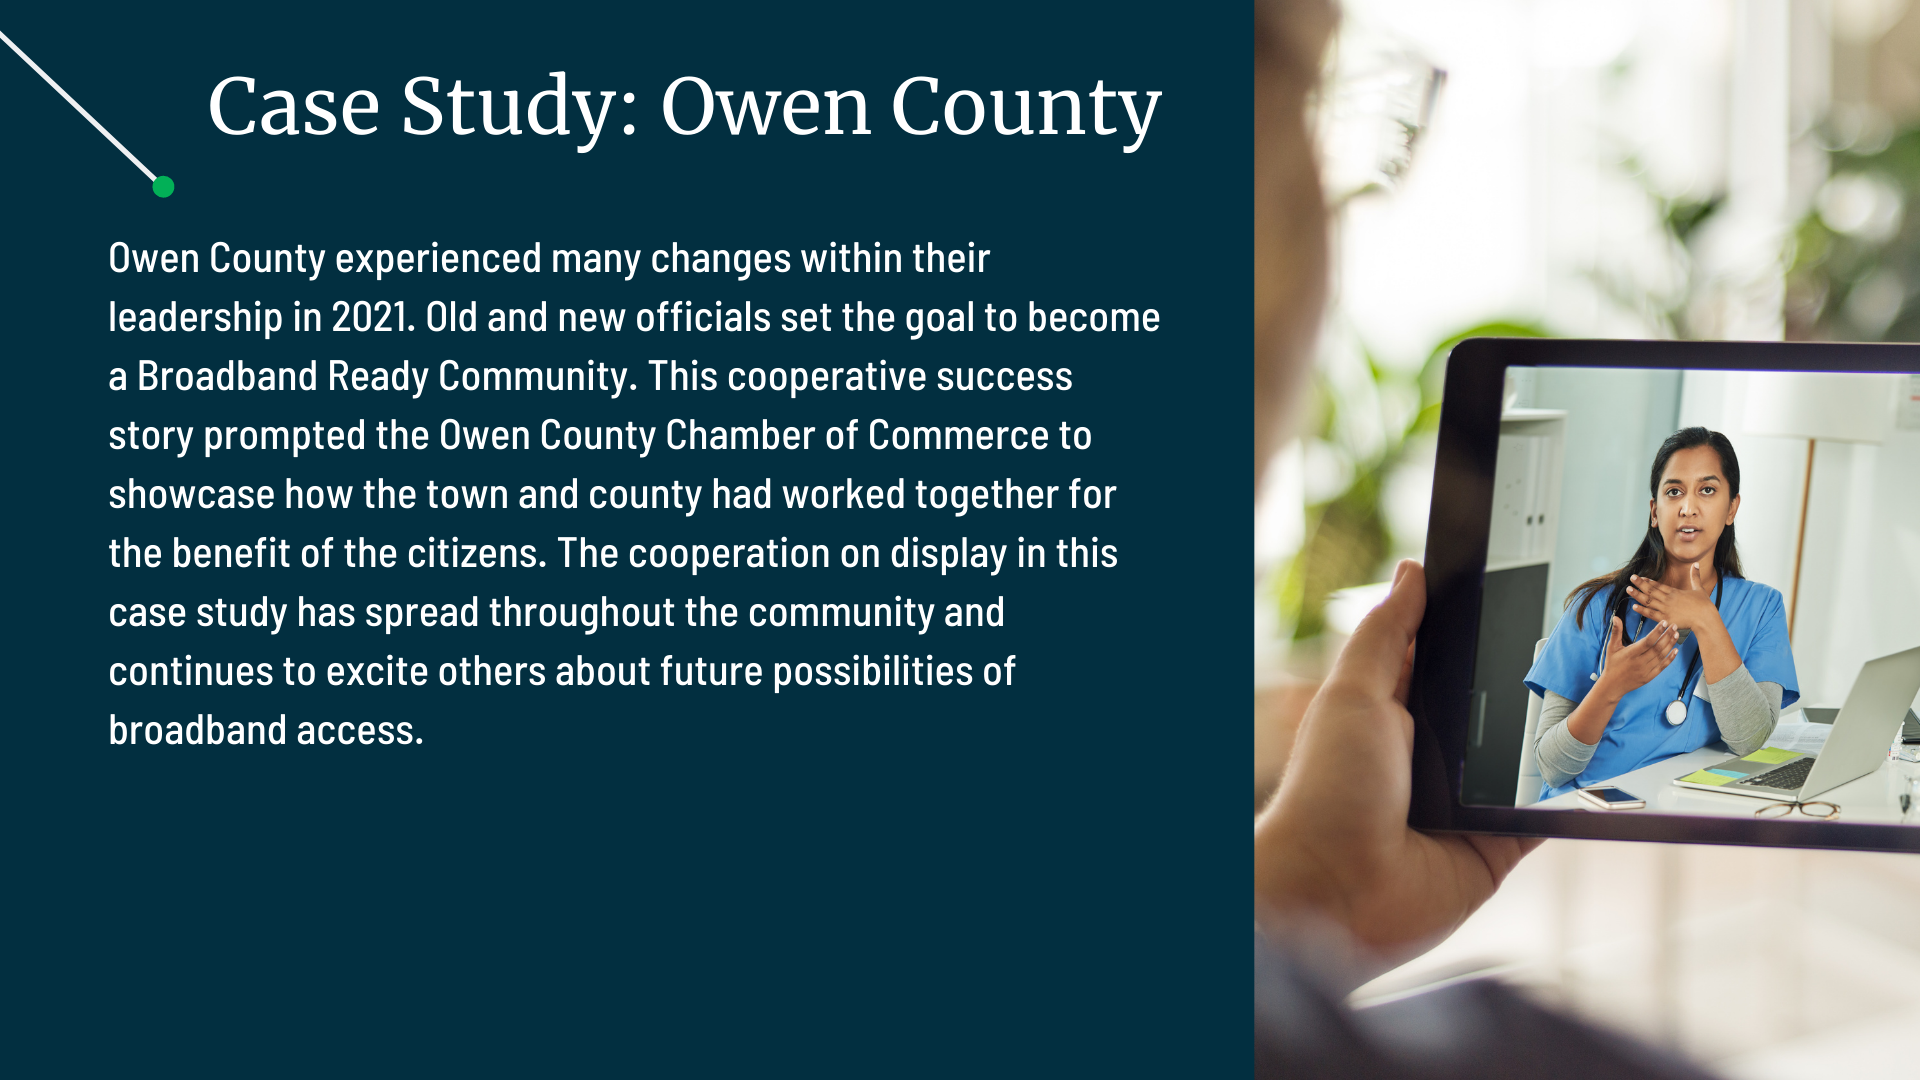 Case Study: Owen County
Owen County experienced many changes within their
leadership in 2021. Old and new officials set the goal to become
a Broadband Ready Community. This cooperative success
story prompted the Owen County Chamber of Commerce to
showcase how the town and county had worked together for
the benefit of the citizens. The cooperation on display in this
case study has spread throughout the community and
continues to excite others about future possibilities of
broadband access.